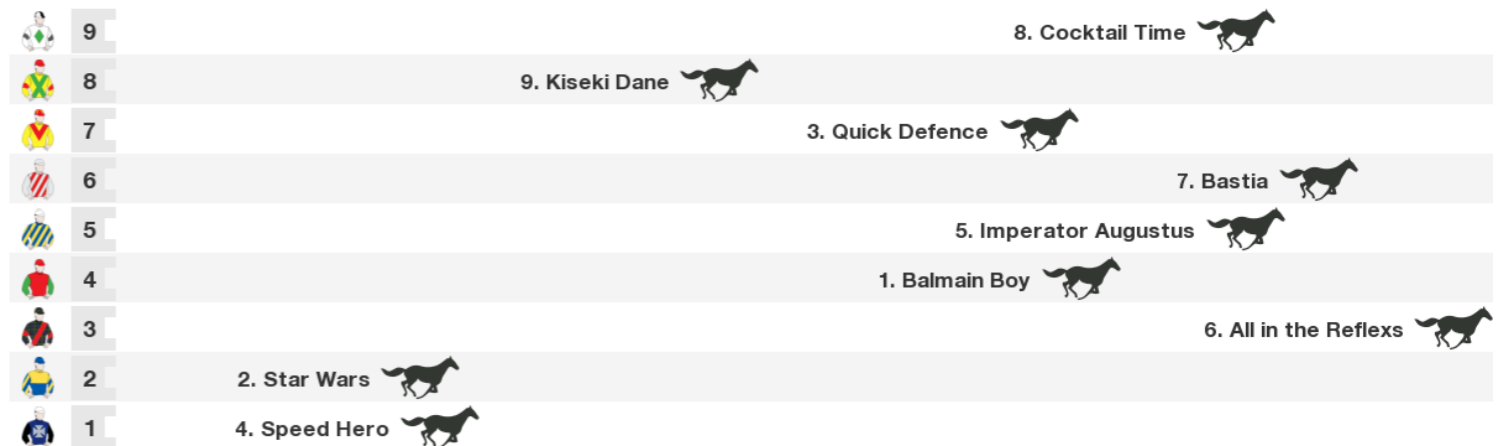 9 8. Cocktail Time
8 9. Kiseki Dane
7 3. Quick Defence
6 7. Bastia
5 5. Imperator Augustus
4 1. Balmain Boy
3 6. All in the Reflexs
2 2. Star Wars
1 4. Speed Hero